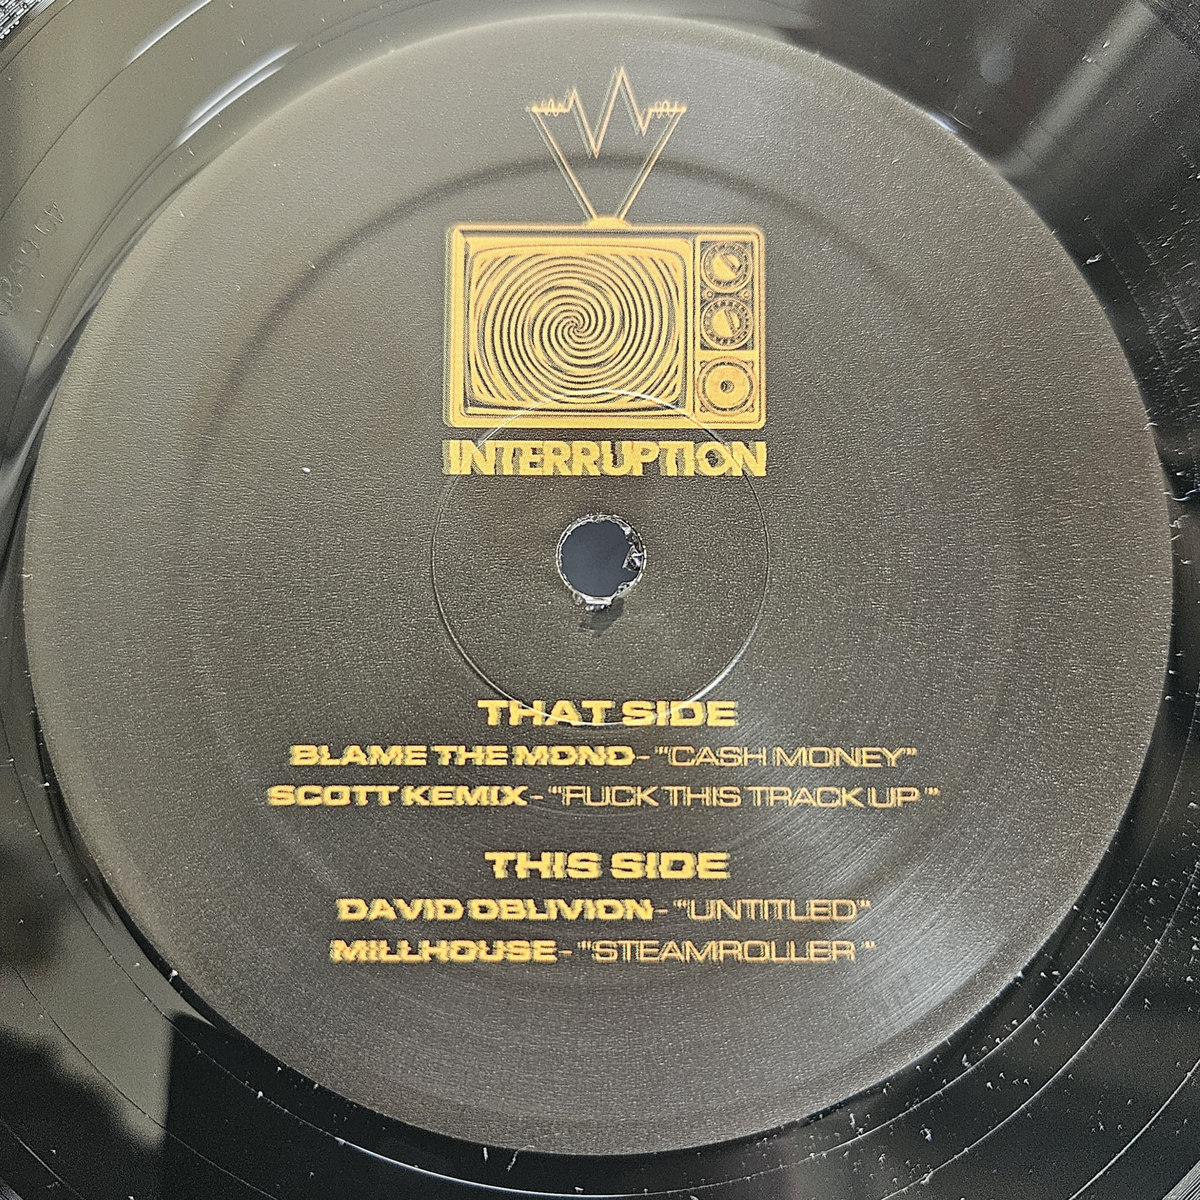 INTERRUPTION
THAT SIDE
BLAME THE MONO - "CASH MONEY"
SCOTT KEMIX - "FUCK THIS TRACK UP "
THIS SIDE
DAVID OBLIVION - "UNTITLED"
MILLHOUSE - "STEAMROLLER "